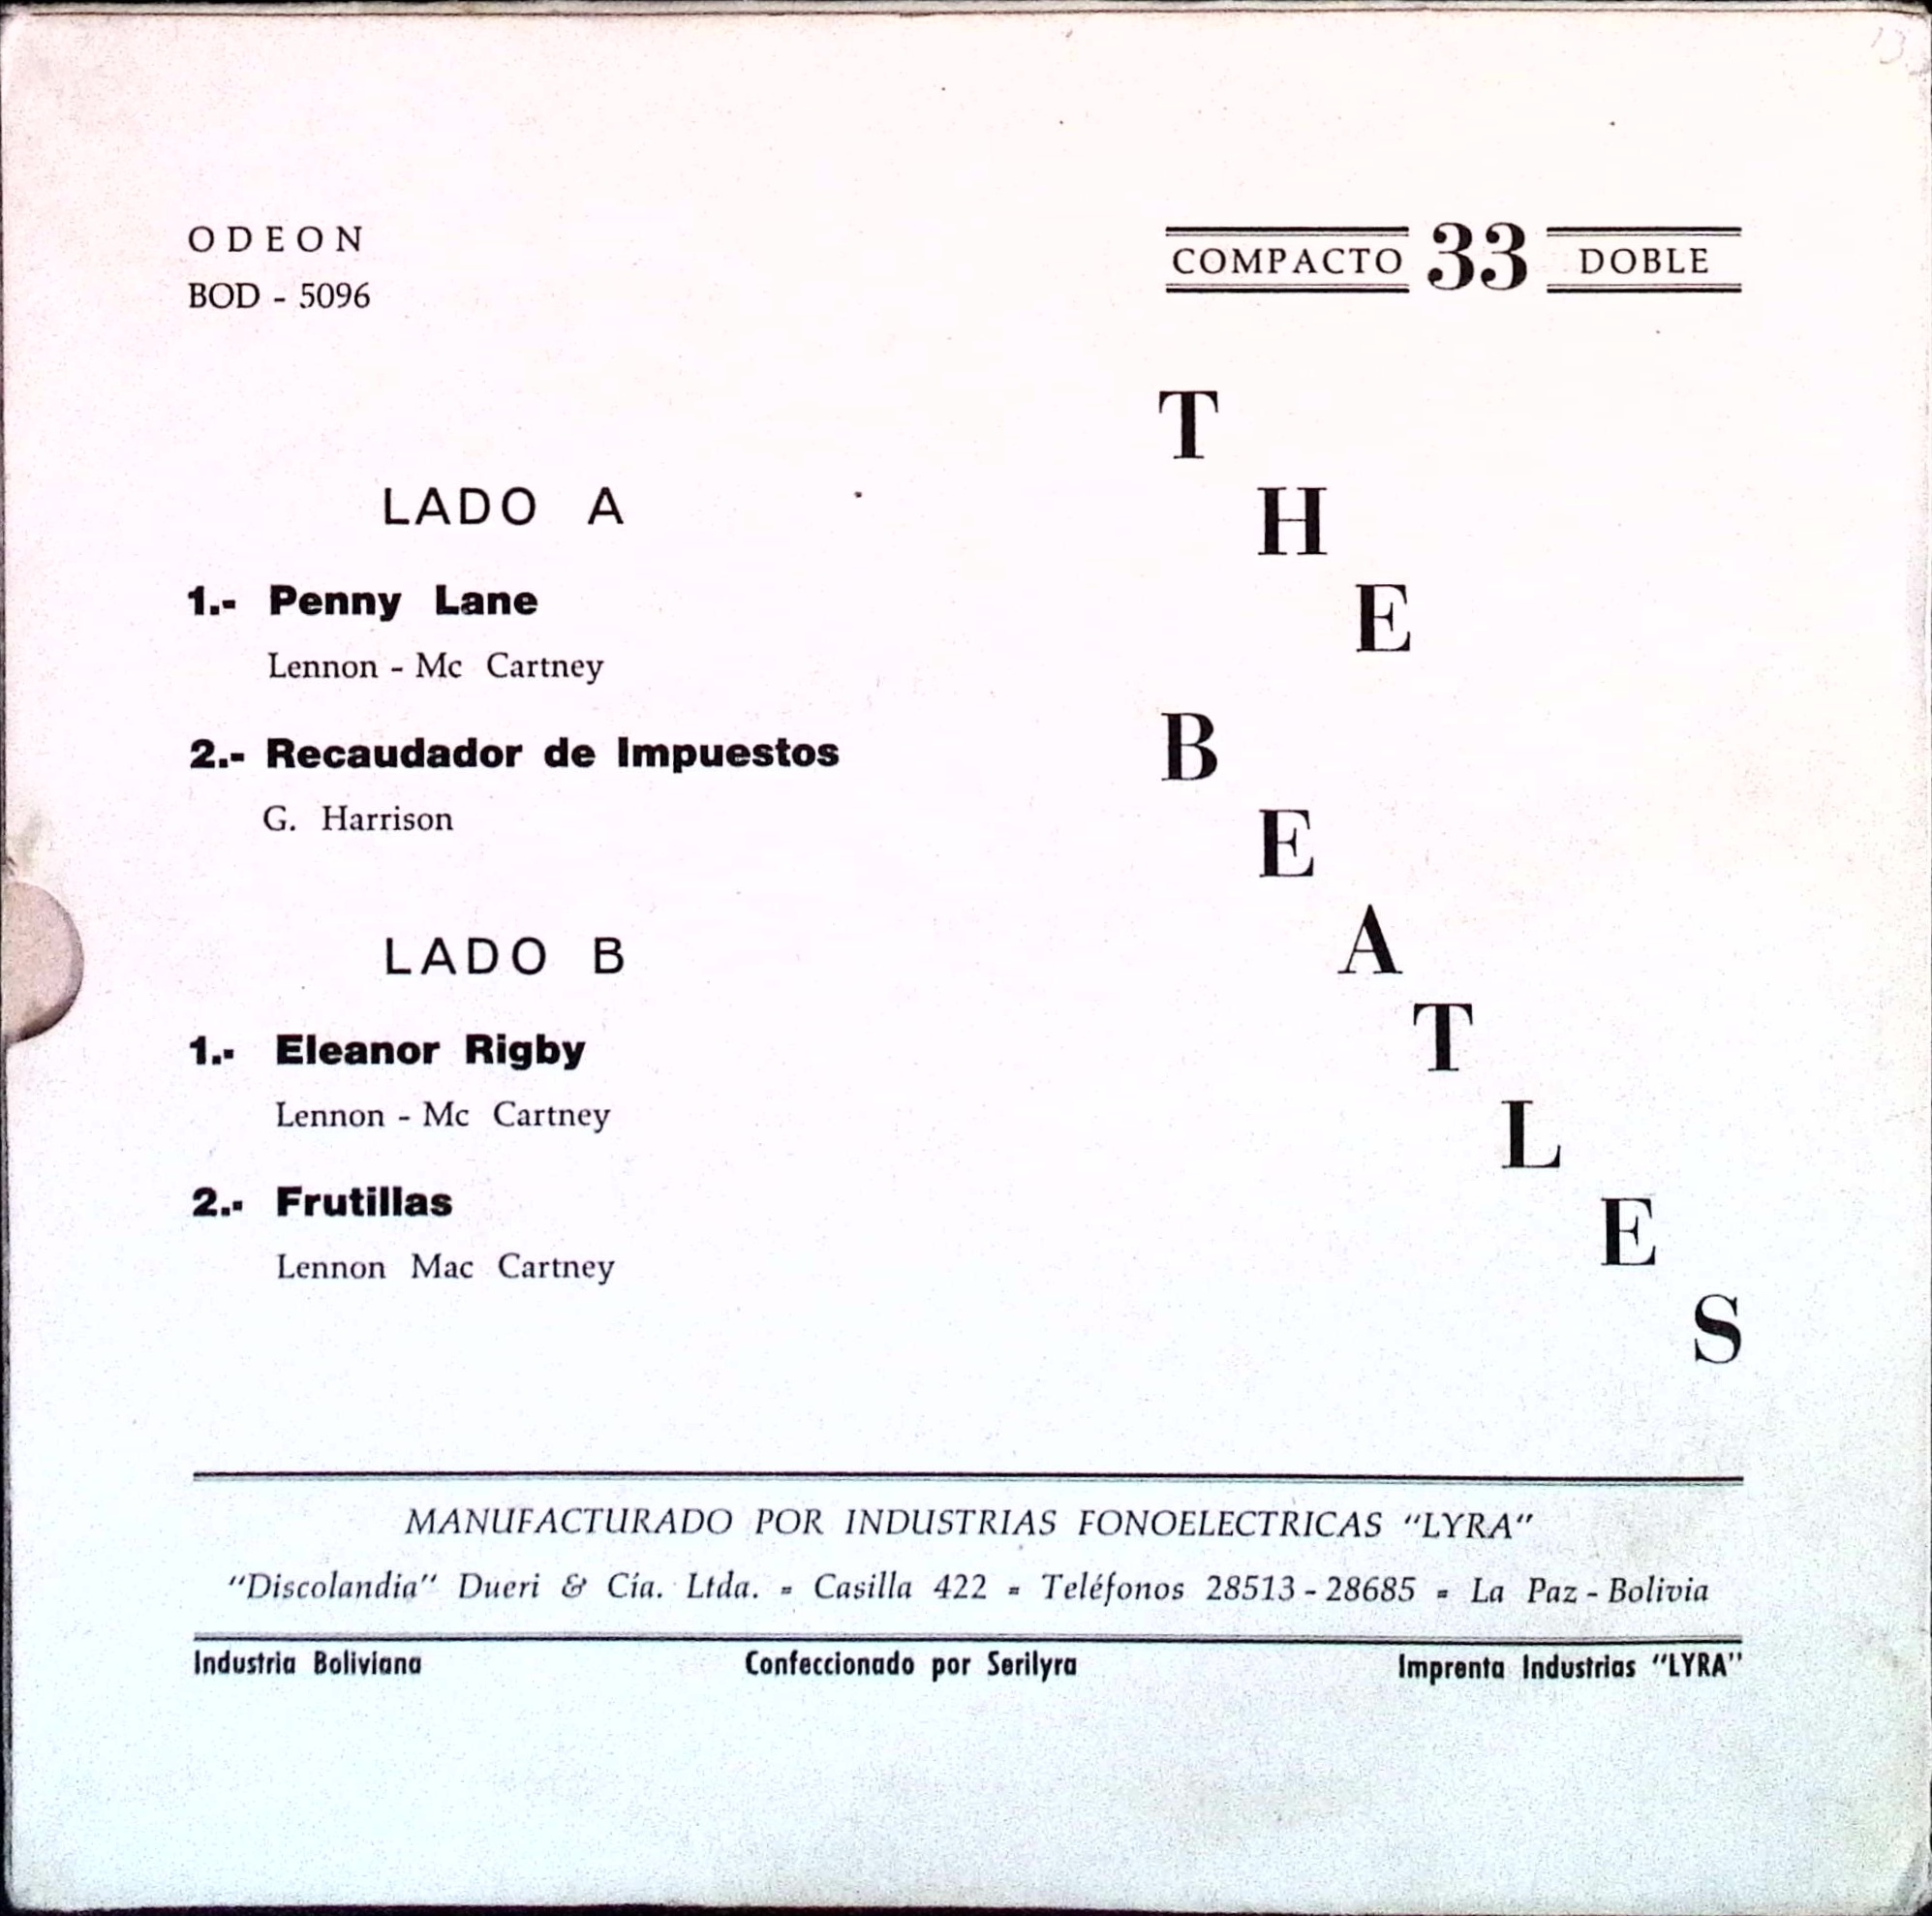 ODEON
BOD - 5096
COMPACTO 33 DOBLE
THE
BEATLES
LADO A
1.- Penny Lane
Lennon - Mc Cartney
2.- Recaudador de Impuestos
G. Harrison
LADO B
1.- Eleanor Rigby
Lennon - Mc Cartney
2.- Frutillas
Lennon Mac Cartney
MANUFACTURADO POR INDUSTRIAS FONOELECTRICAS "LYRA"
"Discolandia" Dueri & Cía. Ltda. = Casilla 422 = Teléfonos 28513 - 28685 = La Paz - Bolivia
Industria Boliviana Confeccionado por Serilyra Imprenta Industrias "LYRA"